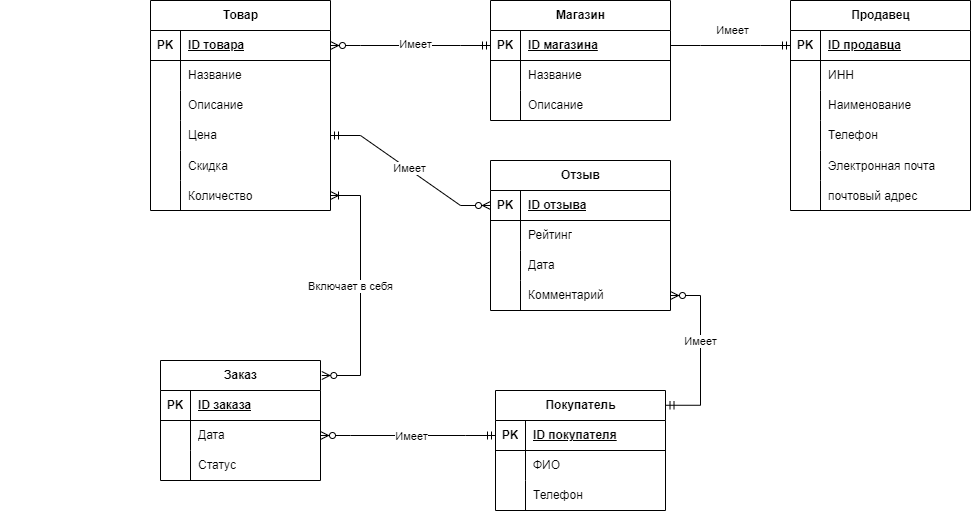 Товар
PK ID товара
Название
Описание
Цена
Скидка
Количество
Имеет
Магазин
PK ID магазина
Название
Описание
Имеет
Продавец
PK ID продавца
ИНН
Наименование
Телефон
Электронная почта
почтовый адрес
Имеет
Отзыв
PK ID отзыва
Рейтинг
Дата
Комментарий
Включает в себя
Имеет
Заказ
PK ID заказа
Дата
Статус
Имеет
Покупатель
PK ID покупателя
ФИО
Телефон